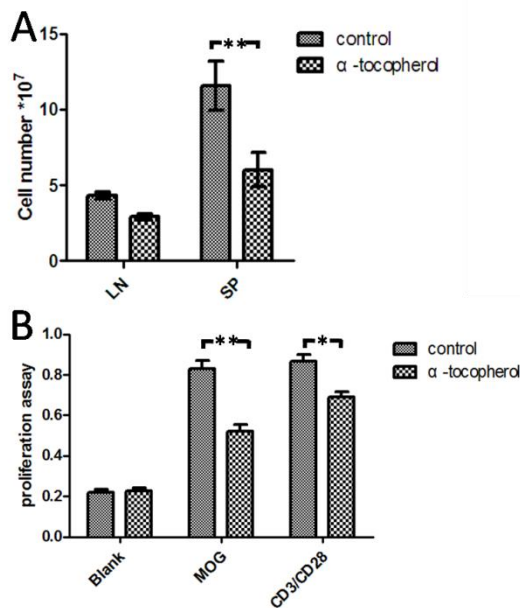 A
15
10
5
0
Cell number *10⁷
LN
SP
**
control
α -tocopherol
B
1.0
0.8
0.6
0.4
0.2
0.0
proliferation assay
Blank
MOG
CD3/CD28
**
*
control
α -tocopherol